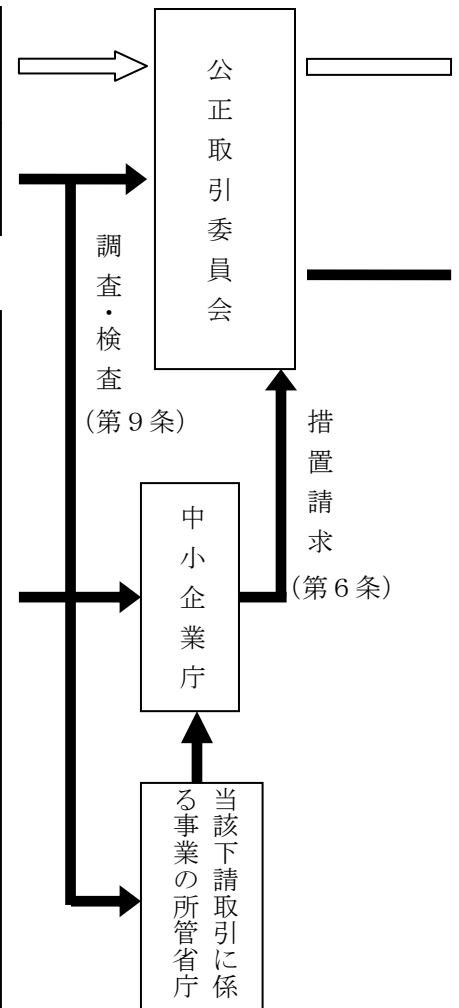 公正取引委員会
調査・検査
(第９条)
措置請求
(第６条)
中小企業庁
当該下請取引に係
る事業の所管省庁